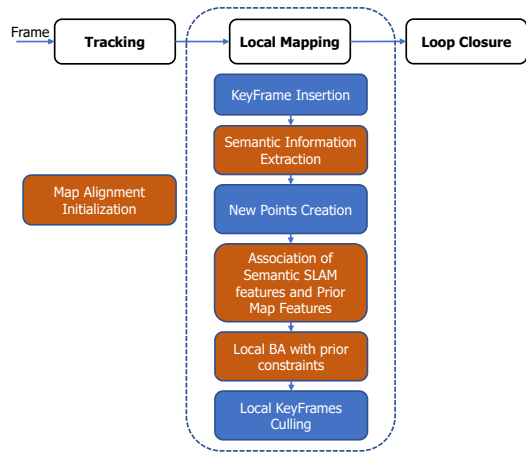 Frame
Tracking
Local Mapping
Loop Closure
KeyFrame Insertion
Semantic Information
Extraction
Map Alignment
Initialization
New Points Creation
Association of
Semantic SLAM
features and Prior
Map Features
Local BA with prior
constraints
Local KeyFrames
Culling